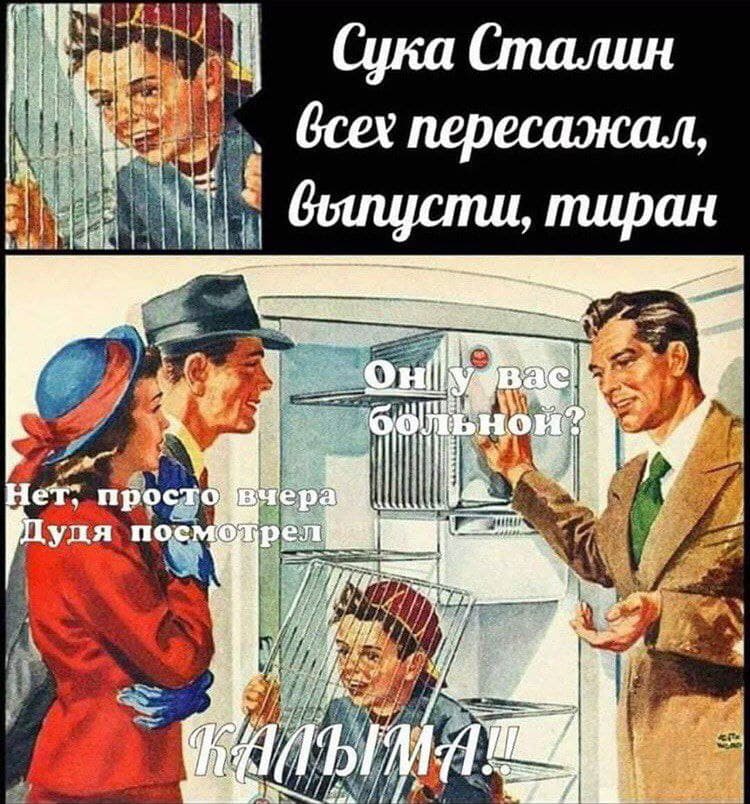 Сука Сталин
всех пересажал,
выпусти, тиран
Он у вас
больной?
Нет, просто вчера
Дудя посмотрел
КАЛЫМА!!